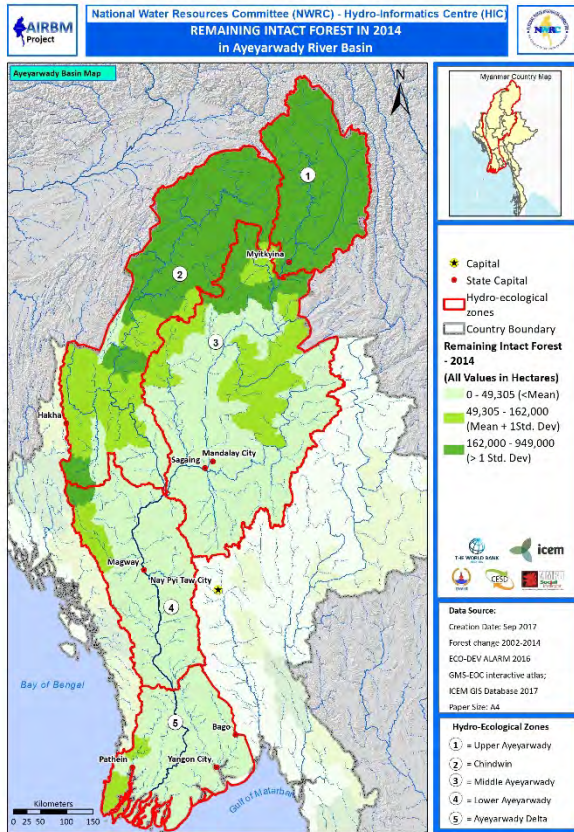 AIRBM
Project
National Water Resources Committee (NWRC) - Hydro-Informatics Centre (HIC)
REMAINING INTACT FOREST IN 2014
in Ayeyarwady River Basin
NWRC
Ayeyarwady Basin Map
N
1
Myitkyina
2
3
Hakha
Mandalay City
Sagaing
Magway
Nay Pyi Taw City
4
Bay of Bengal
5
Bago
Pathein
Yangon City
Gulf of Matarban
Kilometers
0 25 50 100 150
Myanmar Country Map
Capital
State Capital
Hydro-ecological
zones
Country Boundary
Remaining Intact Forest
- 2014
(All Values in Hectares)
0 - 49,305 (<Mean)
49,305 - 162,000
(Mean + 1Std. Dev)
162,000 - 949,000
(> 1 Std. Dev)
THE WORLD BANK
icem
CESD
Data Source:
Creation Date: Sep 2017
Forest change 2002-2014
ECO-DEV ALARM 2016
GMS-EOC interactive atlas;
ICEM GIS Database 2017
Paper Size: A4
Hydro-Ecological Zones
1 = Upper Ayeyarwady
2 = Chindwin
3 = Middle Ayeyarwady
4 = Lower Ayeyarwady
5 = Ayeyarwady Delta